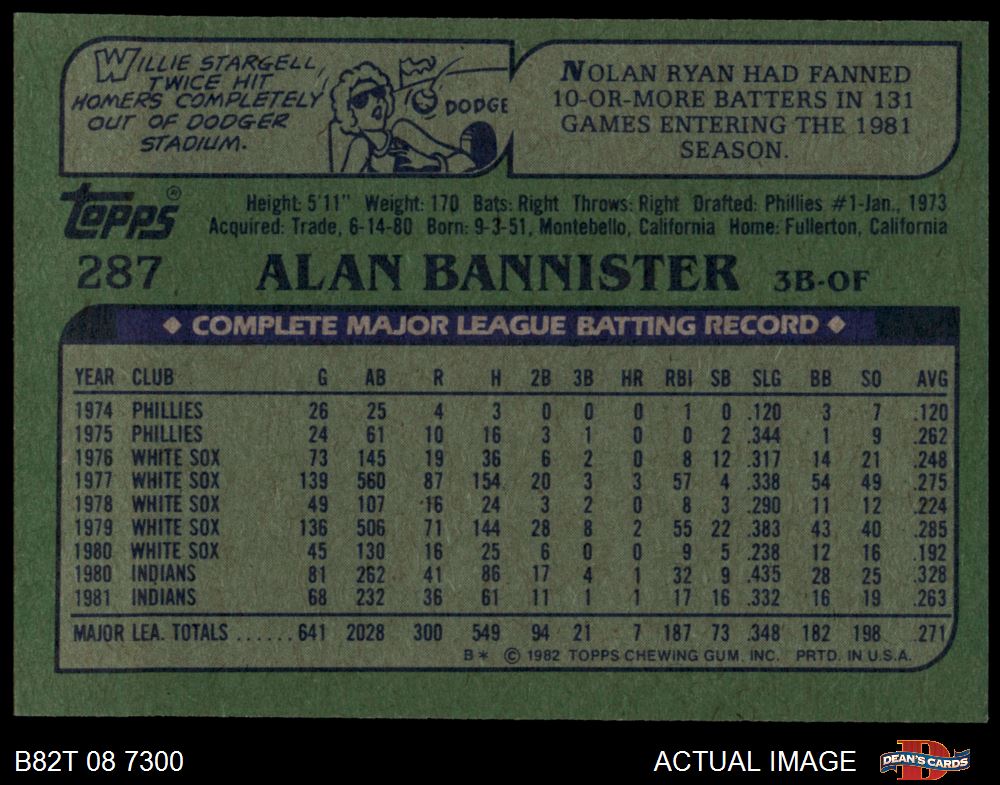 WILLIE STARGELL,
TWICE HIT
HOMERS COMPLETELY
OUT OF DODGER
STADIUM.
DODGE
NOLAN RYAN HAD FANNED
10-OR-MORE BATTERS IN 131
GAMES ENTERING THE 1981
SEASON.
Topps®
Height: 5'11" Weight: 170 Bats: Right Throws: Right Drafted: Phillies #1-Jan., 1973
Acquired: Trade, 6-14-80 Born: 9-3-51, Montebello, California Home: Fullerton, California
287 ALAN BANNISTER 3B-OF
◆ COMPLETE MAJOR LEAGUE BATTING RECORD ◆
YEAR CLUB G AB R H 2B 3B HR RBI SB SLG BB SO AVG
1974 PHILLIES 26 25 4 3 0 0 0 1 0 .120 3 7 .120
1975 PHILLIES 24 61 10 16 3 1 0 0 2 .344 1 9 .262
1976 WHITE SOX 73 145 19 36 6 2 0 8 12 .317 14 21 .248
1977 WHITE SOX 139 560 87 154 20 3 3 57 4 .338 54 49 .275
1978 WHITE SOX 49 107 16 24 3 2 0 8 3 .290 11 12 .224
1979 WHITE SOX 136 506 71 144 28 8 2 55 22 .383 43 40 .285
1980 WHITE SOX 45 130 16 25 6 0 0 9 5 .238 12 16 .192
1980 INDIANS 81 262 41 86 17 4 1 32 9 .435 28 25 .328
1981 INDIANS 68 232 36 61 11 1 1 17 16 .332 16 19 .263
MAJOR LEA. TOTALS ...... 641 2028 300 549 94 21 7 187 73 .348 182 198 .271
B* © 1982 TOPPS CHEWING GUM, INC. PRTD. IN U.S.A.
B82T 08 7300 ACTUAL IMAGE DEAN'S CARDS